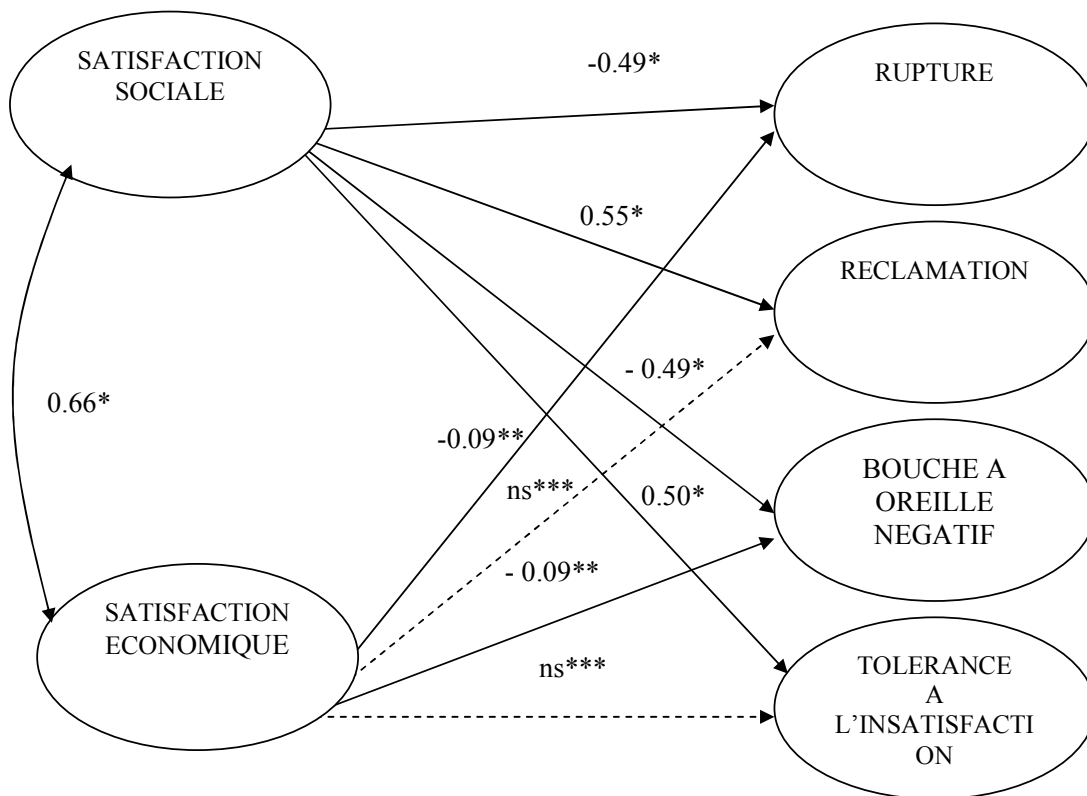 SATISFACTION
SOCIALE
-0.49*
RUPTURE
0.55*
RECLAMATION
- 0.49*
0.66*
-0.09**
ns***
0.50*
BOUCHE A
OREILLE
NEGATIF
- 0.09**
SATISFACTION
ECONOMIQUE
ns***
TOLERANCE
A
L’INSATISFACTI
ON